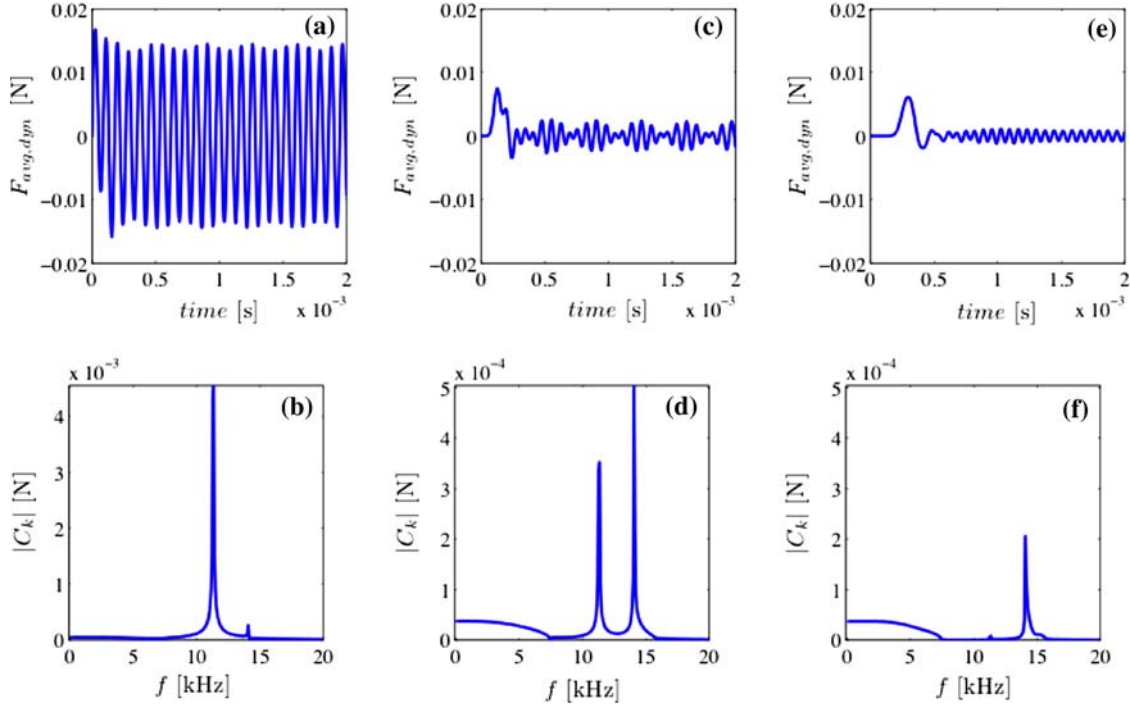 (a)
F_{avg,dyn} [N]
0.02
0.01
0
−0.01
−0.02
0 0.5 1 1.5 2
x 10⁻³
time [s]
(c)
F_{avg,dyn} [N]
0.02
0.01
0
−0.01
−0.02
0 0.5 1 1.5 2
x 10⁻³
time [s]
(e)
F_{avg,dyn} [N]
0.02
0.01
0
−0.01
−0.02
0 0.5 1 1.5 2
x 10⁻³
time [s]
x 10⁻³
(b)
|C_k| [N]
4
3
2
1
0
0 5 10 15 20
f [kHz]
x 10⁻⁴
(d)
|C_k| [N]
5
4
3
2
1
0
0 5 10 15 20
f [kHz]
x 10⁻⁴
(f)
|C_k| [N]
5
4
3
2
1
0
0 5 10 15 20
f [kHz]